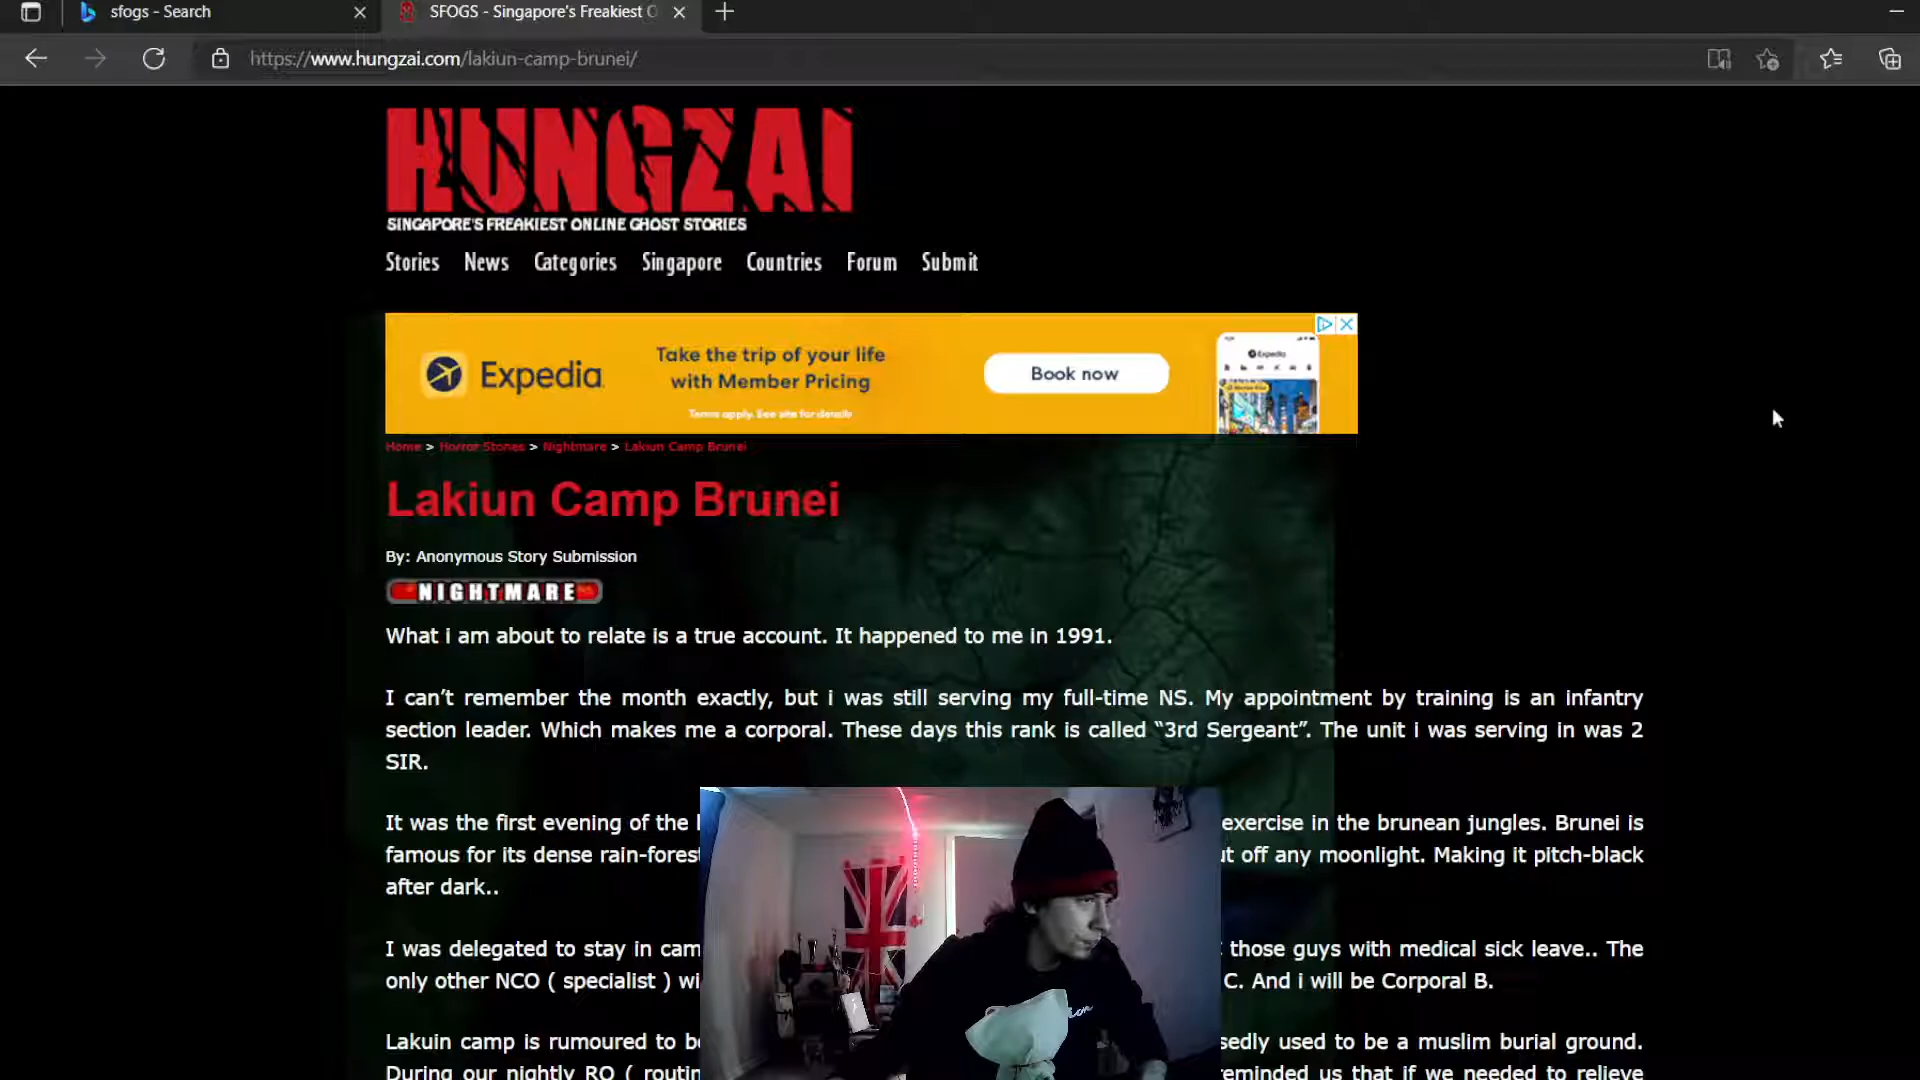 sfogs - Search
SFOGS - Singapore's Freakiest O
https://www.hungzai.com/lakiun-camp-brunei/
HUNGZAI
SINGAPORE'S FREAKIEST ONLINE GHOST STORIES
Stories News Categories Singapore Countries Forum Submit
Expedia
Take the trip of your life
with Member Pricing
Terms apply. See site for details
Book now
Expedia
Home > Horror Stories > Nightmare > Lakiun Camp Brunei
Lakiun Camp Brunei
By: Anonymous Story Submission
NIGHTMARE
What i am about to relate is a true account. It happened to me in 1991.
I can't remember the month exactly, but i was still serving my full-time NS. My appointment by training is an infantry
section leader. Which makes me a corporal. These days this rank is called “3rd Sergeant”. The unit i was serving in was 2
SIR.
It was the first evening of the exercise in the brunean jungles. Brunei is
famous for its dense rain-forest off any moonlight. Making it pitch-black
after dark..
I was delegated to stay in cam those guys with medical sick leave.. The
only other NCO ( specialist ) wi C. And i will be Corporal B.
Lakuin camp is rumoured to be sedly used to be a muslim burial ground.
During our nightly RO ( routin reminded us that if we needed to relieve